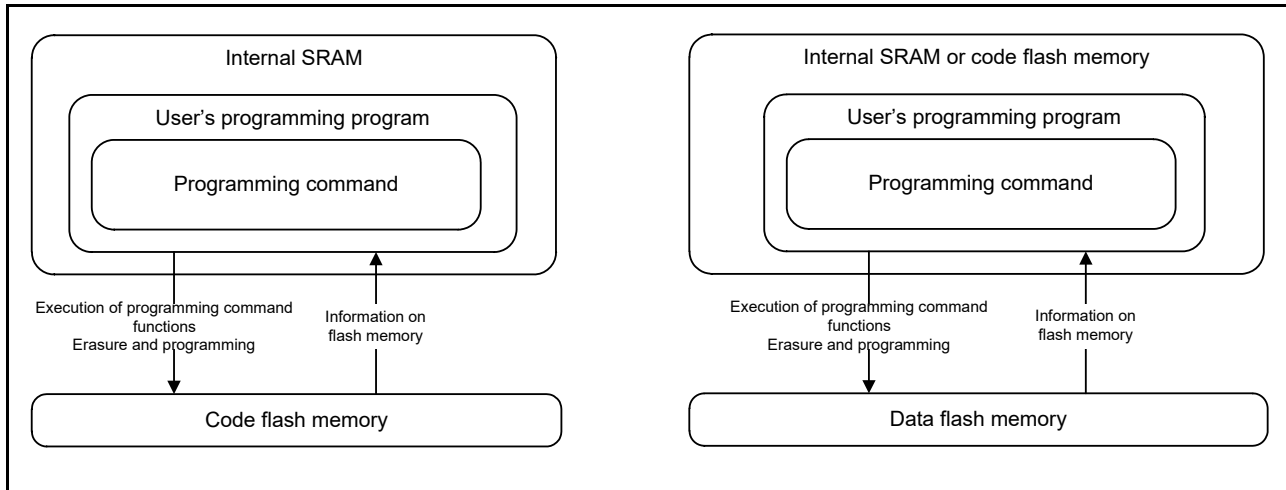 Internal SRAM
User's programming program
Programming command
Execution of programming command
functions
Erasure and programming
Information on
flash memory
Code flash memory
Internal SRAM or code flash memory
User's programming program
Programming command
Execution of programming command
functions
Erasure and programming
Information on
flash memory
Data flash memory